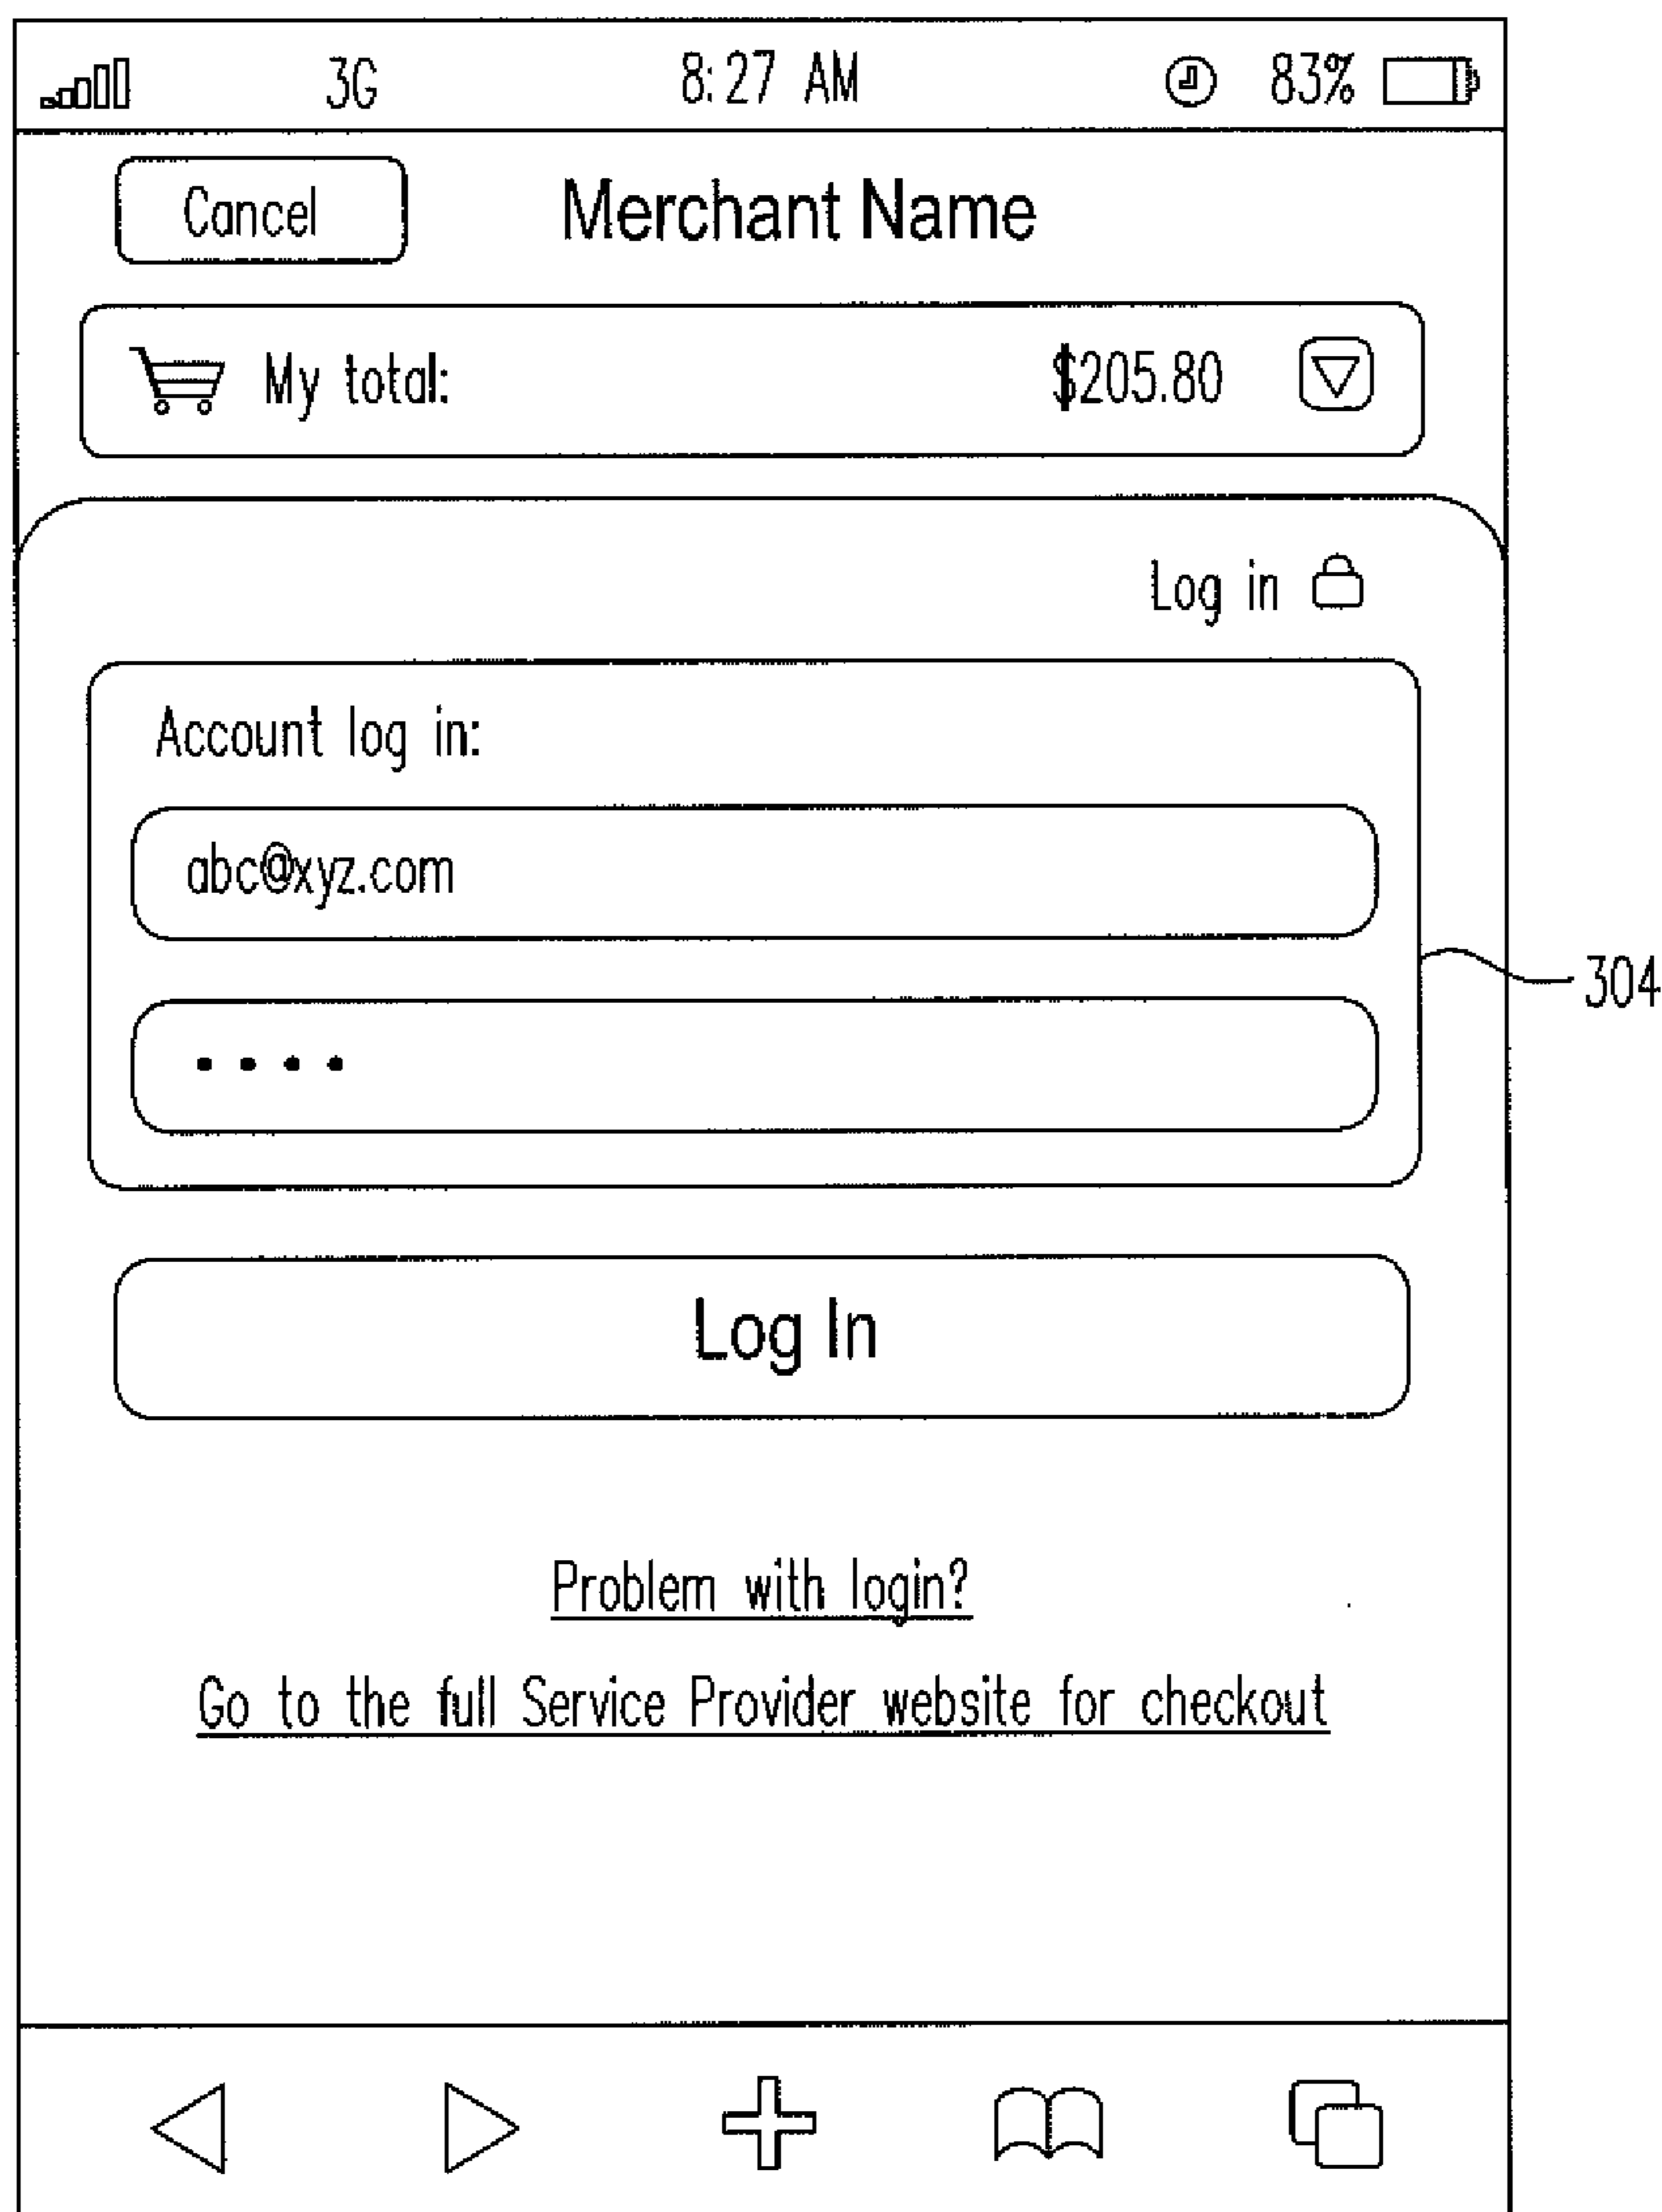 3G 8:27 AM 83%
Cancel Merchant Name
My total: $205.80
Log in
Account log in:
abc@xyz.com
304
• • • •
Log In
Problem with login?
Go to the full Service Provider website for checkout